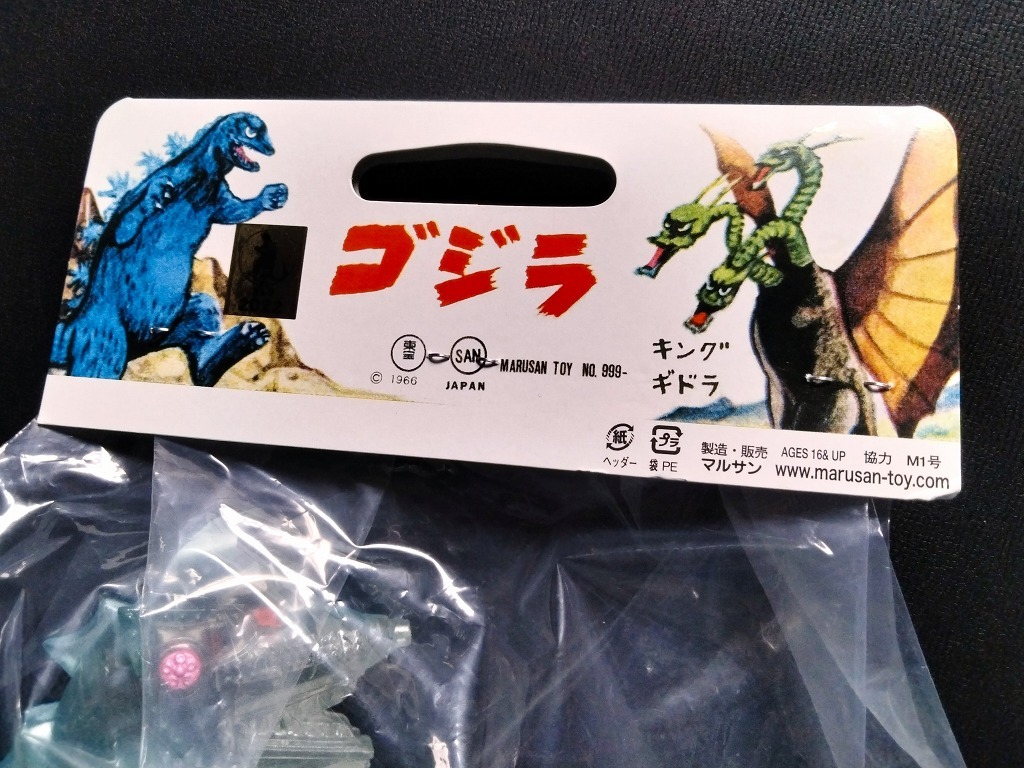 ゴジラ
東宝
SAN
MARUSAN TOY NO. 999-
© 1966
JAPAN
キング
ギドラ
紙
プラ
ヘッダー
袋 PE
製造・販売 AGES 16& UP 協力 M1号
マルサン www.marusan-toy.com